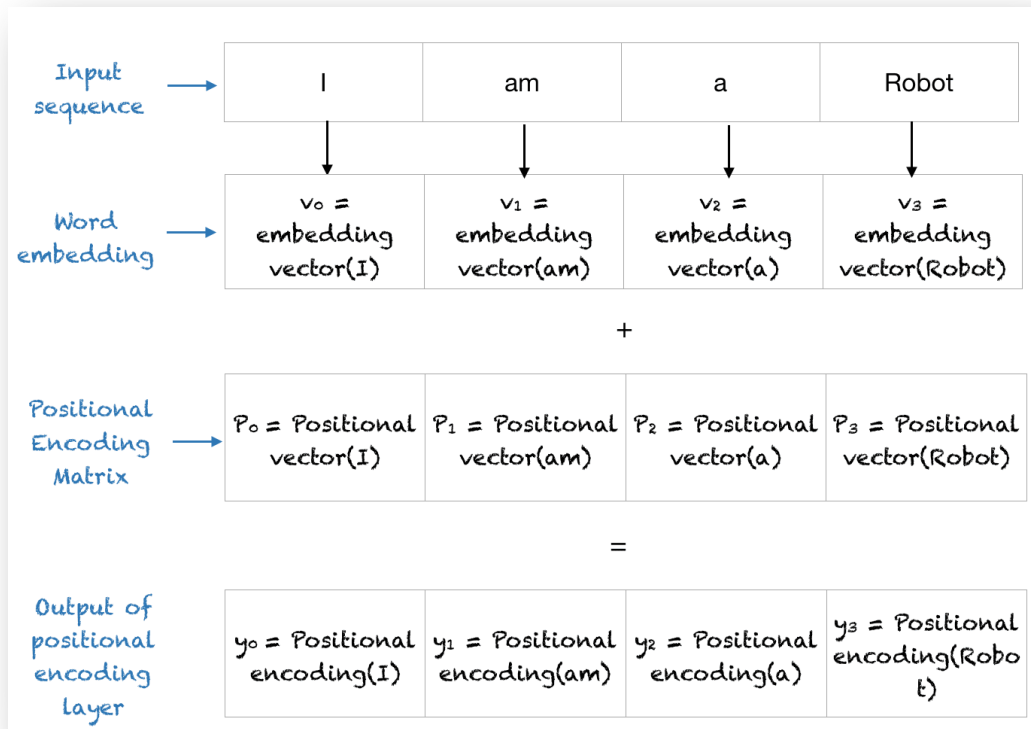 Input
sequence
I
am
a
Robot
Word
embedding
v₀ =
embedding
vector(I)
v₁ =
embedding
vector(am)
v₂ =
embedding
vector(a)
v₃ =
embedding
vector(Robot)
+
Positional
Encoding
Matrix
P₀ = Positional
vector(I)
P₁ = Positional
vector(am)
P₂ = Positional
vector(a)
P₃ = Positional
vector(Robot)
=
Output of
positional
encoding
layer
y₀ = Positional
encoding(I)
y₁ = Positional
encoding(am)
y₂ = Positional
encoding(a)
y₃ = Positional
encoding(Robo
t)